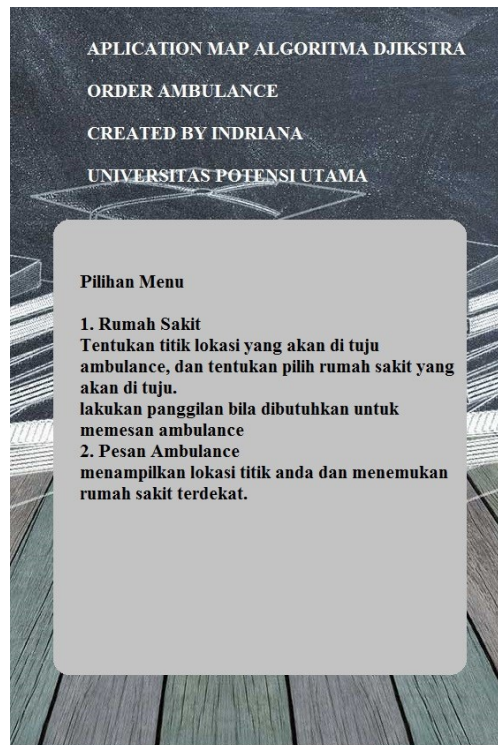 APLICATION MAP ALGORITMA DJIKSTRA
ORDER AMBULANCE
CREATED BY INDRIANA
UNIVERSITAS POTENSI UTAMA
Pilihan Menu
1. Rumah Sakit
Tentukan titik lokasi yang akan di tuju
ambulance, dan tentukan pilih rumah sakit yang
akan di tuju.
lakukan panggilan bila dibutuhkan untuk
memesan ambulance
2. Pesan Ambulance
menampilkan lokasi titik anda dan menemukan
rumah sakit terdekat.